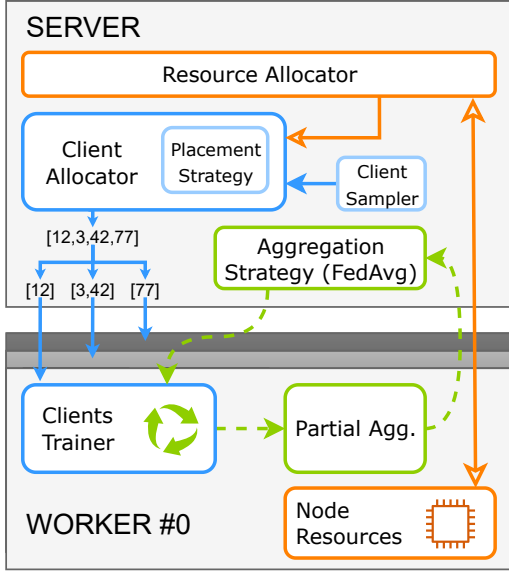 SERVER
Resource Allocator
Client
Allocator
Placement
Strategy
Client
Sampler
[12,3,42,77]
Aggregation
Strategy (FedAvg)
[12]
[3,42]
[77]
Clients
Trainer
Partial Agg.
Node
Resources
WORKER #0